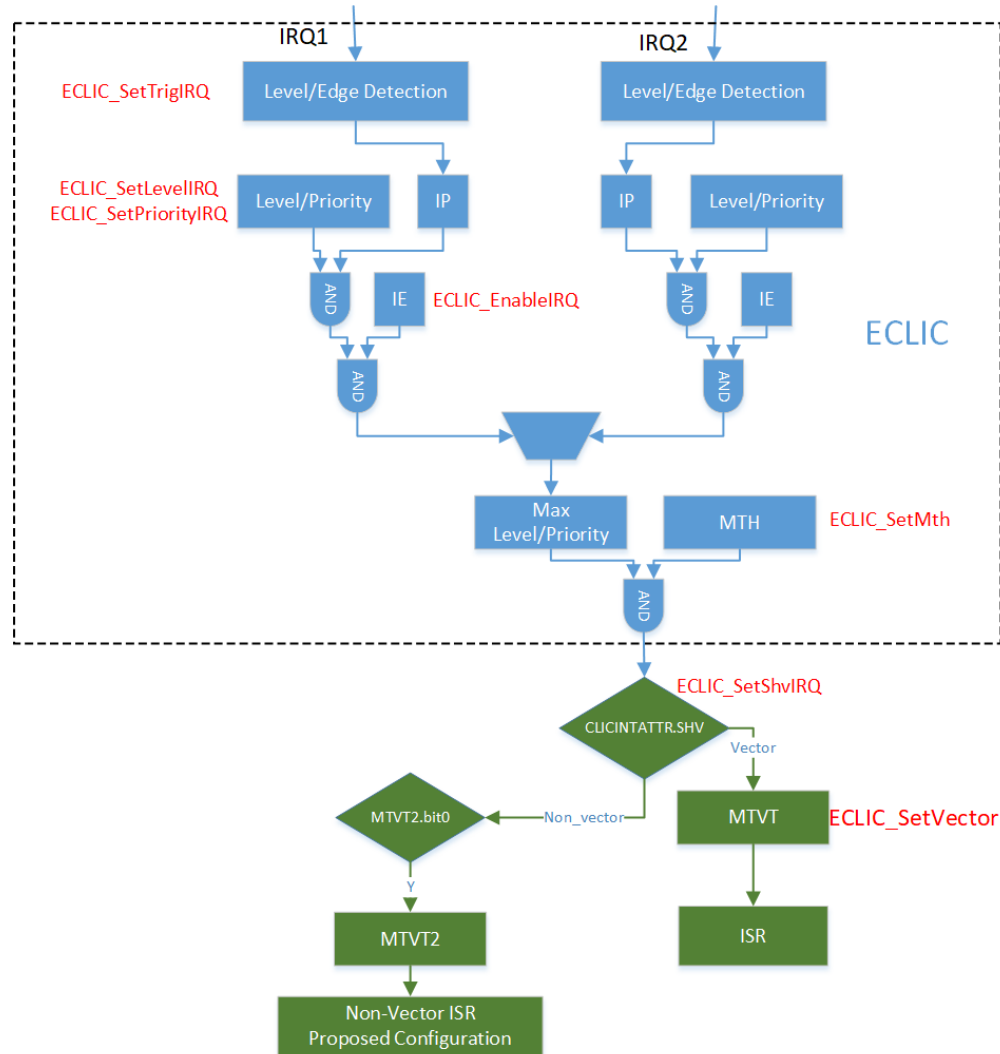 IRQ1
IRQ2
ECLIC_SetTrigIRQ
Level/Edge Detection
Level/Edge Detection
ECLIC_SetLevelIRQ
ECLIC_SetPriorityIRQ
Level/Priority
IP
IP
Level/Priority
AND
IE
ECLIC_EnableIRQ
AND
IE
ECLIC
AND
AND
Max
Level/Priority
MTH
ECLIC_SetMth
AND
ECLIC_SetShvIRQ
CLICINTATTR.SHV
Vector
MTVT2.bit0
Non_vector
MTVT
ECLIC_SetVector
Y
MTVT2
ISR
Non-Vector ISR
Proposed Configuration